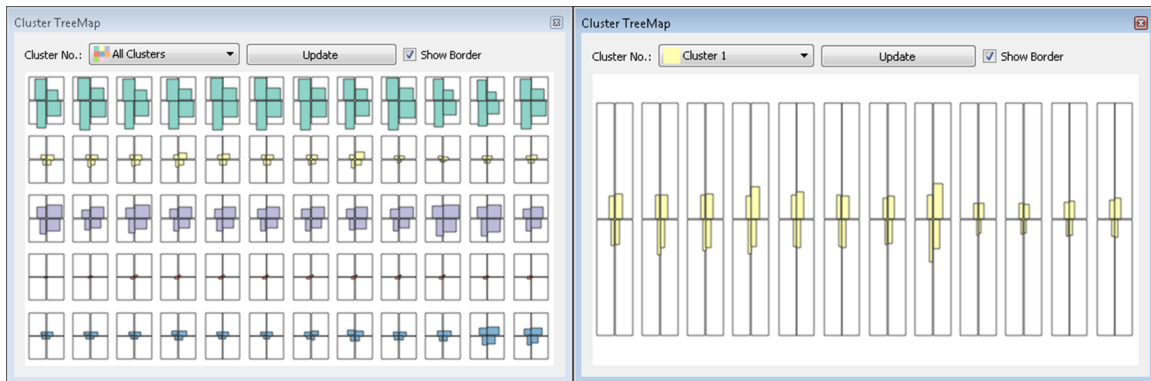 Cluster TreeMap
Cluster No.: All Clusters Update Show Border
Cluster TreeMap
Cluster No.: Cluster 1 Update Show Border